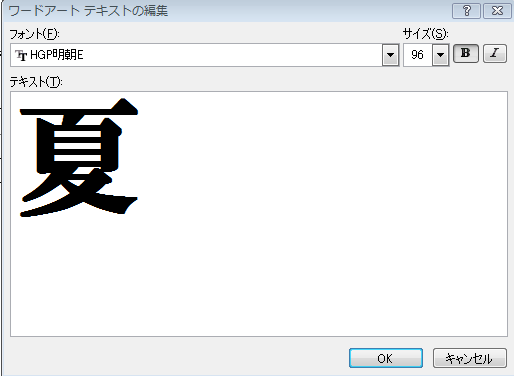 ワードアート テキストの編集
フォント(F): サイズ(S):
HGP明朝E 96 B I
テキスト(T):
夏
OK キャンセル